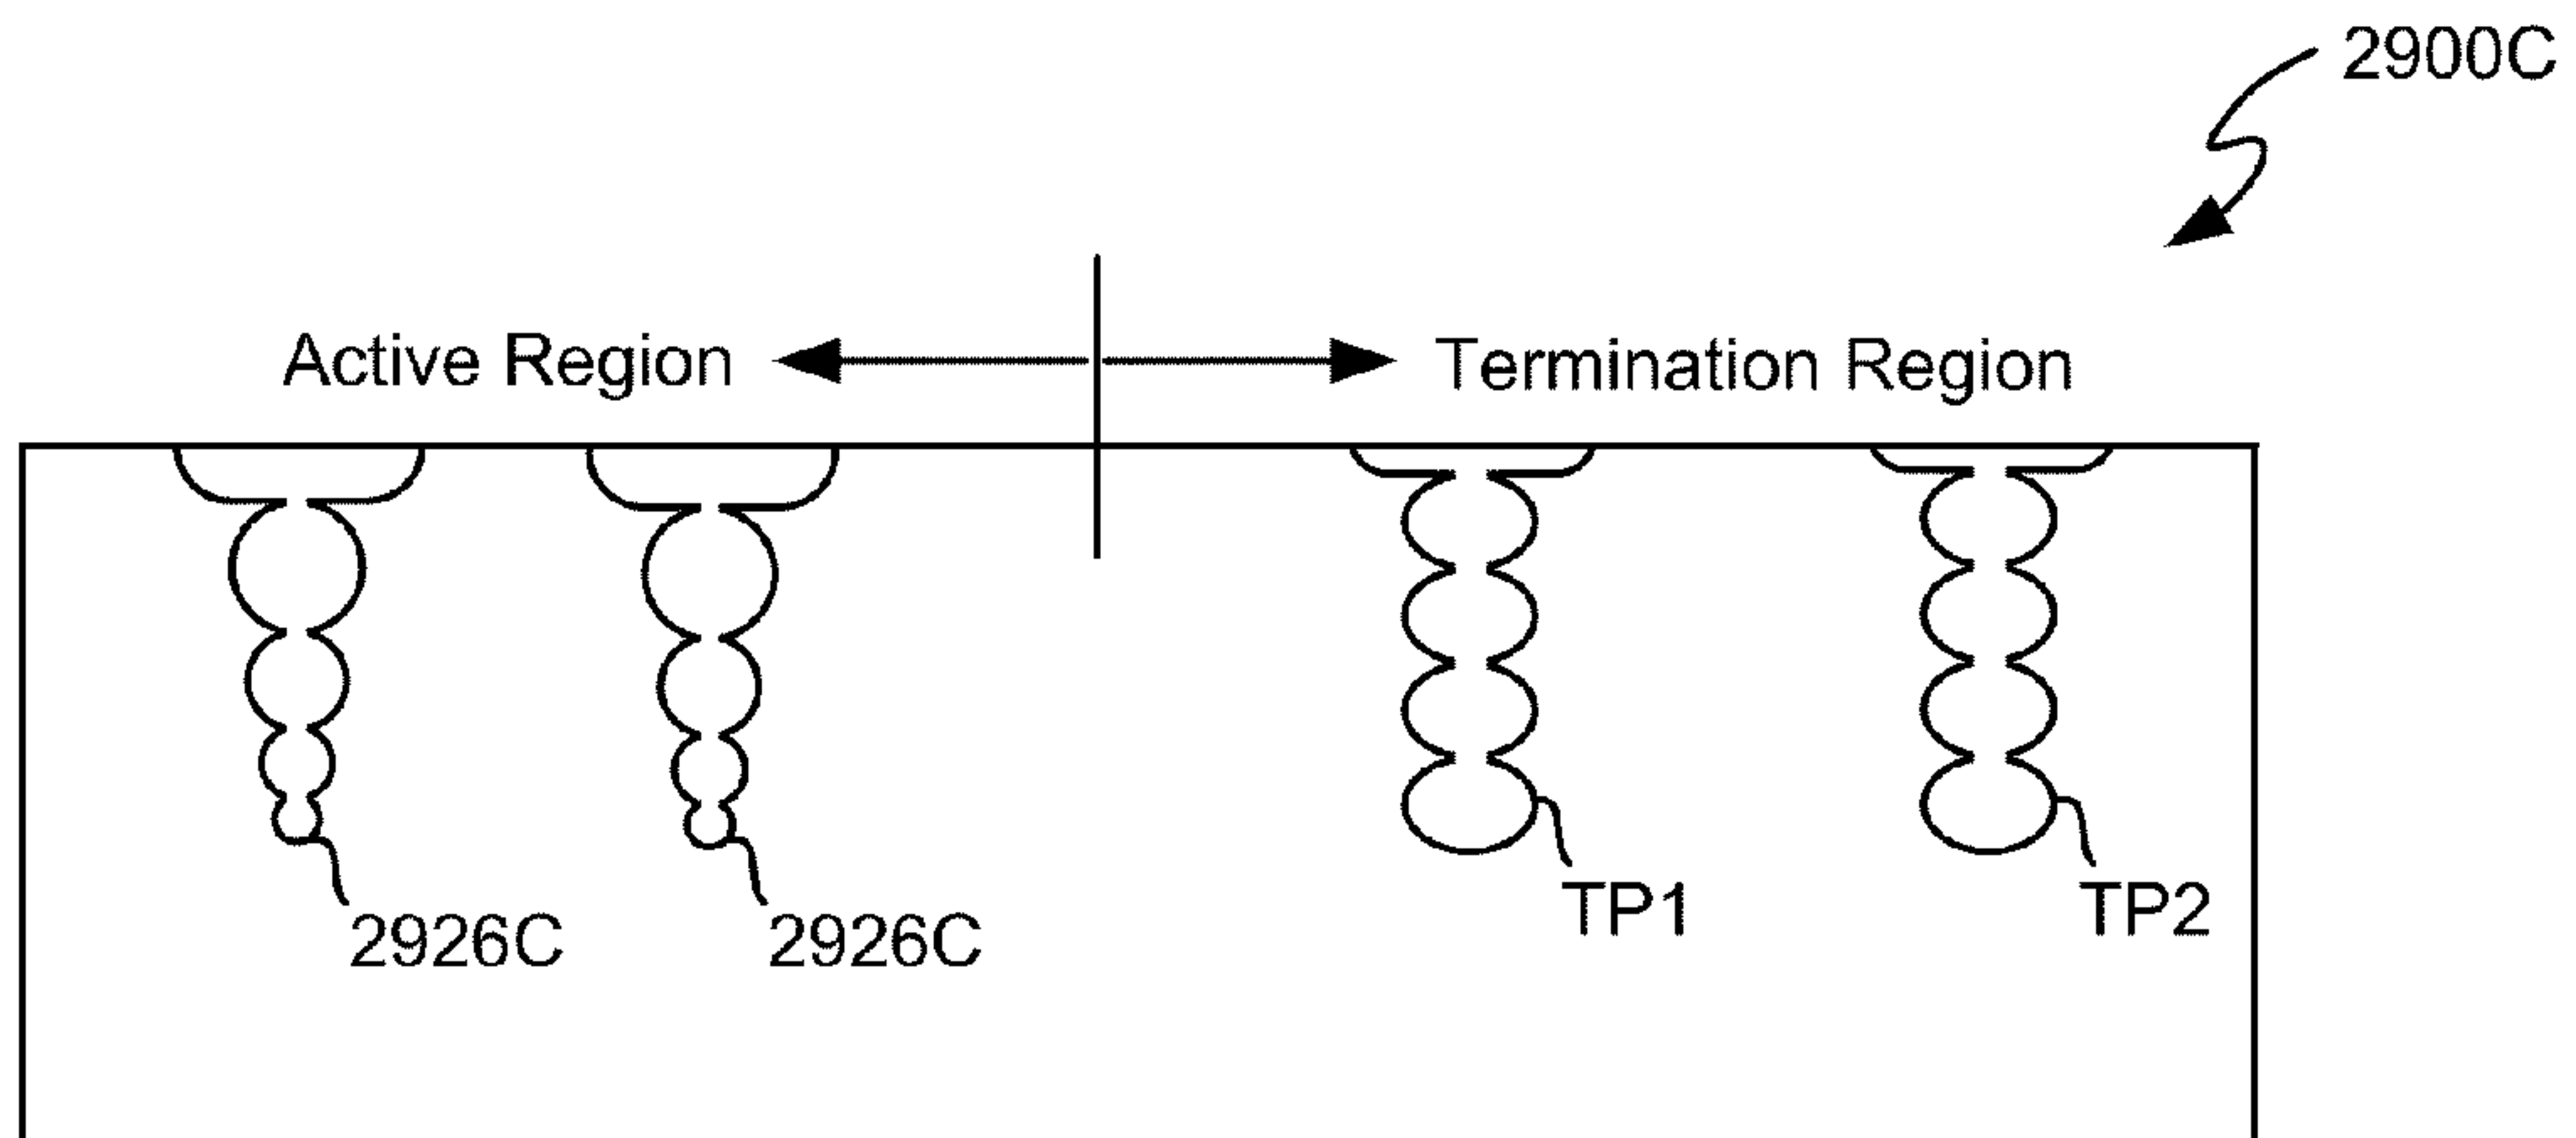 2900C
Active Region
Termination Region
2926C
2926C
TP1
TP2